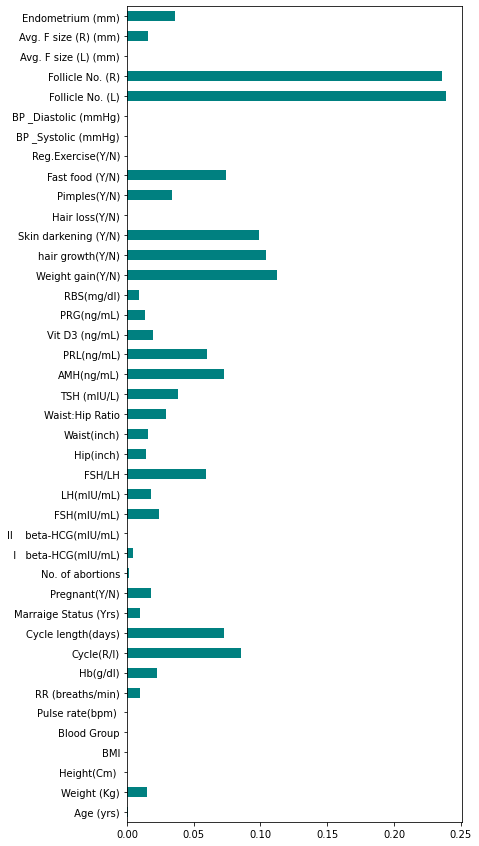 Endometrium (mm)
Avg. F size (R) (mm)
Avg. F size (L) (mm)
Follicle No. (R)
Follicle No. (L)
BP _Diastolic (mmHg)
BP _Systolic (mmHg)
Reg.Exercise(Y/N)
Fast food (Y/N)
Pimples(Y/N)
Hair loss(Y/N)
Skin darkening (Y/N)
hair growth(Y/N)
Weight gain(Y/N)
RBS(mg/dl)
PRG(ng/mL)
Vit D3 (ng/mL)
PRL(ng/mL)
AMH(ng/mL)
TSH (mIU/L)
Waist:Hip Ratio
Waist(inch)
Hip(inch)
FSH/LH
LH(mIU/mL)
FSH(mIU/mL)
II    beta-HCG(mIU/mL)
I   beta-HCG(mIU/mL)
No. of abortions
Pregnant(Y/N)
Marraige Status (Yrs)
Cycle length(days)
Cycle(R/I)
Hb(g/dl)
RR (breaths/min)
Pulse rate(bpm)
Blood Group
BMI
Height(Cm)
Weight (Kg)
Age (yrs)
0.00 0.05 0.10 0.15 0.20 0.25